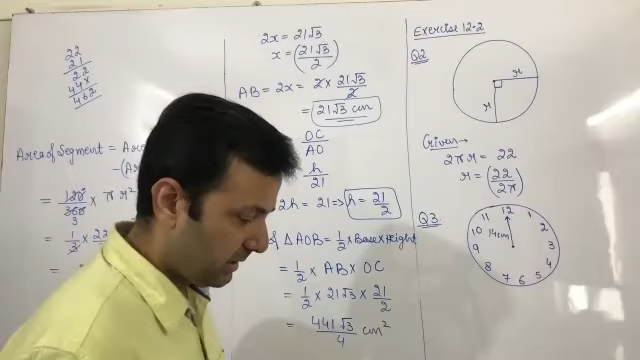 22
21
22
44x
462
Area of Segment = Area
-(Ar
= 120/360 3 × π r²
= 1/3 × 22
=
2x = 21√3
x = (21√3/2)
AB = 2x = 2 × 21√3/2
= 21√3 cm
= OC/AO
h/21
2h = 21 ⇒ h = 21/2
of △AOB = 1/2 × Base × Height
= 1/2 × AB × OC
= 1/2 × 21√3 × 21/2
= 441√3/4 cm²
Exercise 12.2
Q2
r
r
Given→
2πr = 22
r = (22/2π)
Q3
11 12 1
10 2
14cm
9 3
8 4
7 6 5